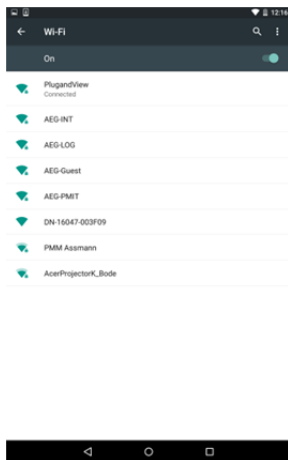 12:16
Wi-Fi
On
PlugandView
Connected
AEG-INT
AEG-LOG
AEG-Guest
AEG-PMIT
DN-16047-003F09
PMM Assmann
AcerProjectorK_Bode